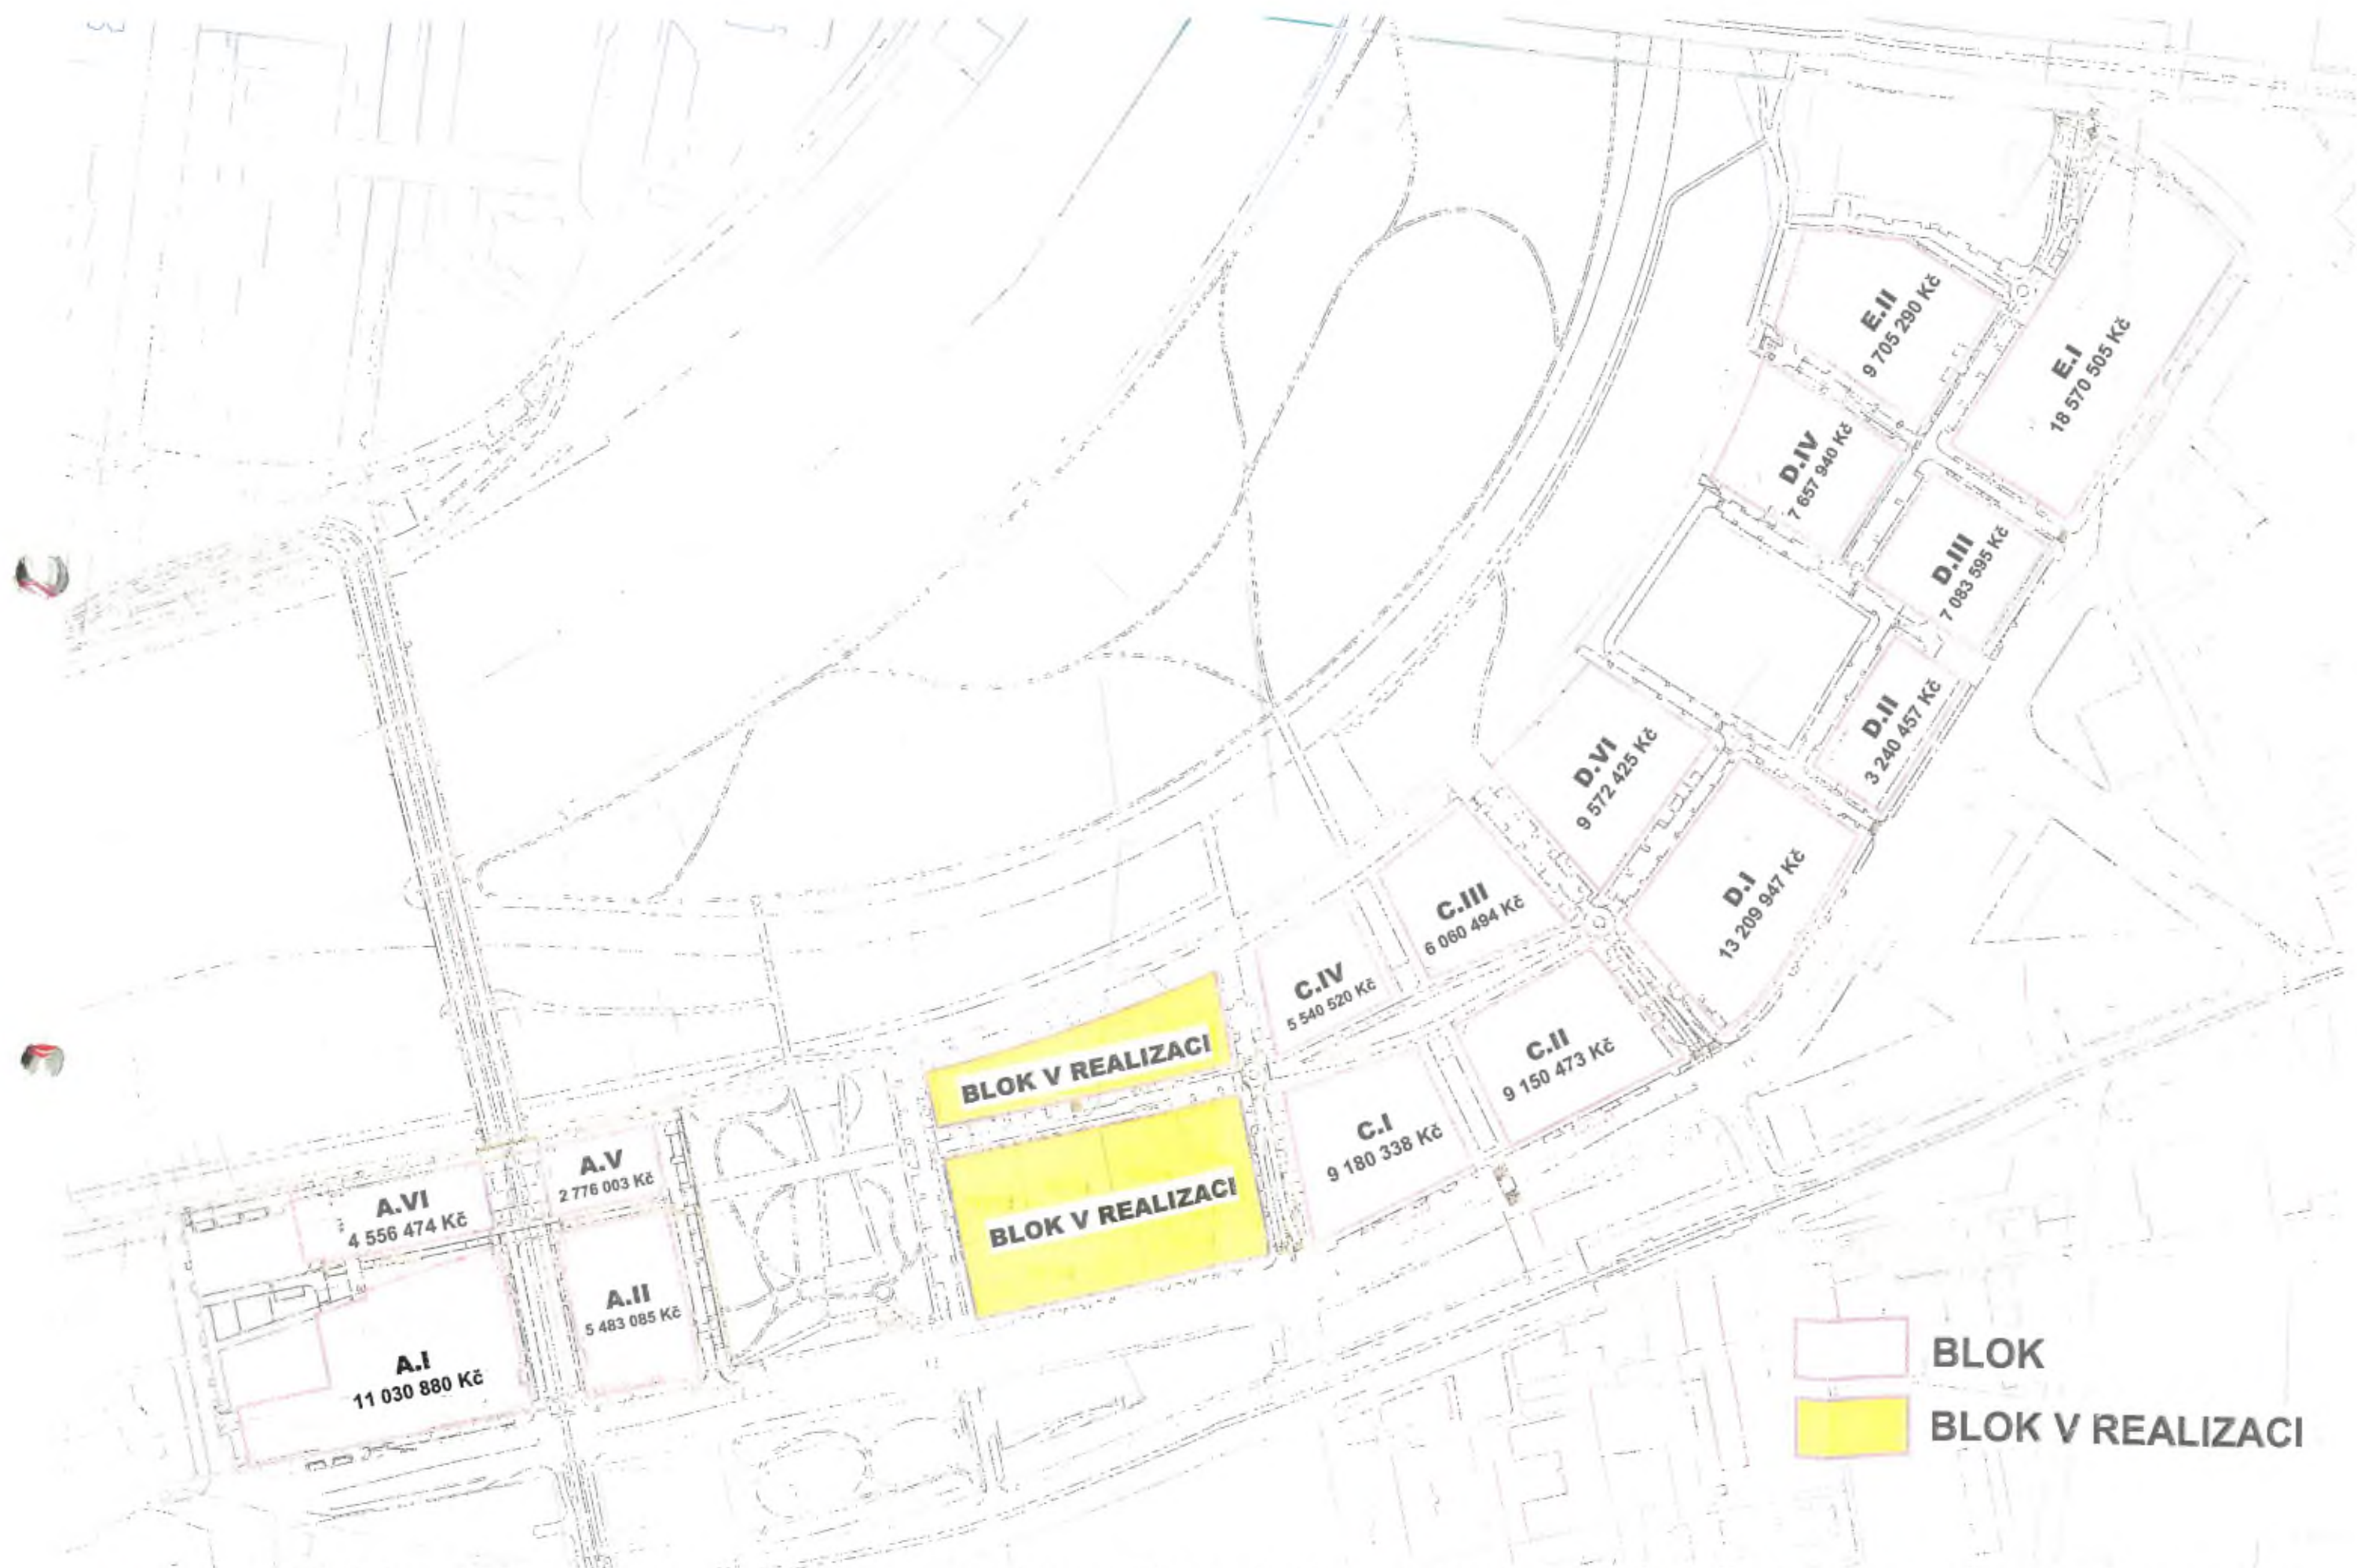 E.II
9 705 290 Kč
E.I
18 570 505 Kč
D.IV
7 657 940 Kč
D.III
7 083 595 Kč
D.II
3 240 457 Kč
D.VI
9 572 425 Kč
D.I
13 209 947 Kč
C.III
6 060 494 Kč
C.IV
5 540 520 Kč
C.II
9 150 473 Kč
C.I
9 180 338 Kč
BLOK V REALIZACI
BLOK V REALIZACI
A.V
2 776 003 Kč
A.VI
4 556 474 Kč
A.II
5 483 085 Kč
A.I
11 030 880 Kč
BLOK
BLOK V REALIZACI